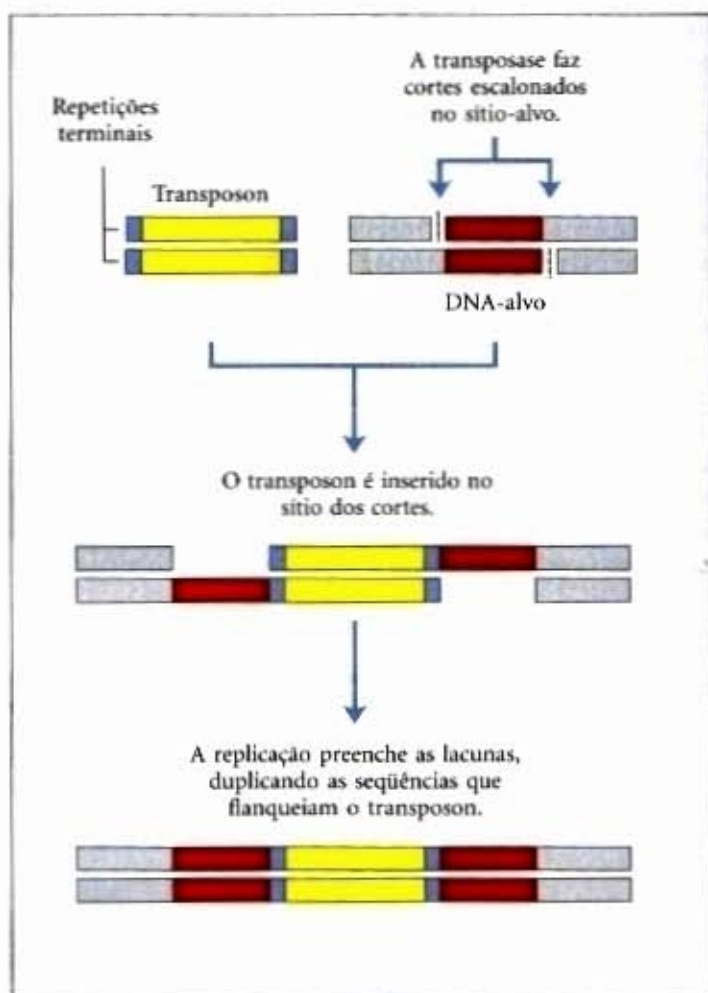 A transposase faz
cortes escalonados
no sítio-alvo.
Repetições
terminais
Transposon
DNA-alvo
O transposon é inserido no
sítio dos cortes.
A replicação preenche as lacunas,
duplicando as seqüências que
flanqueiam o transposon.